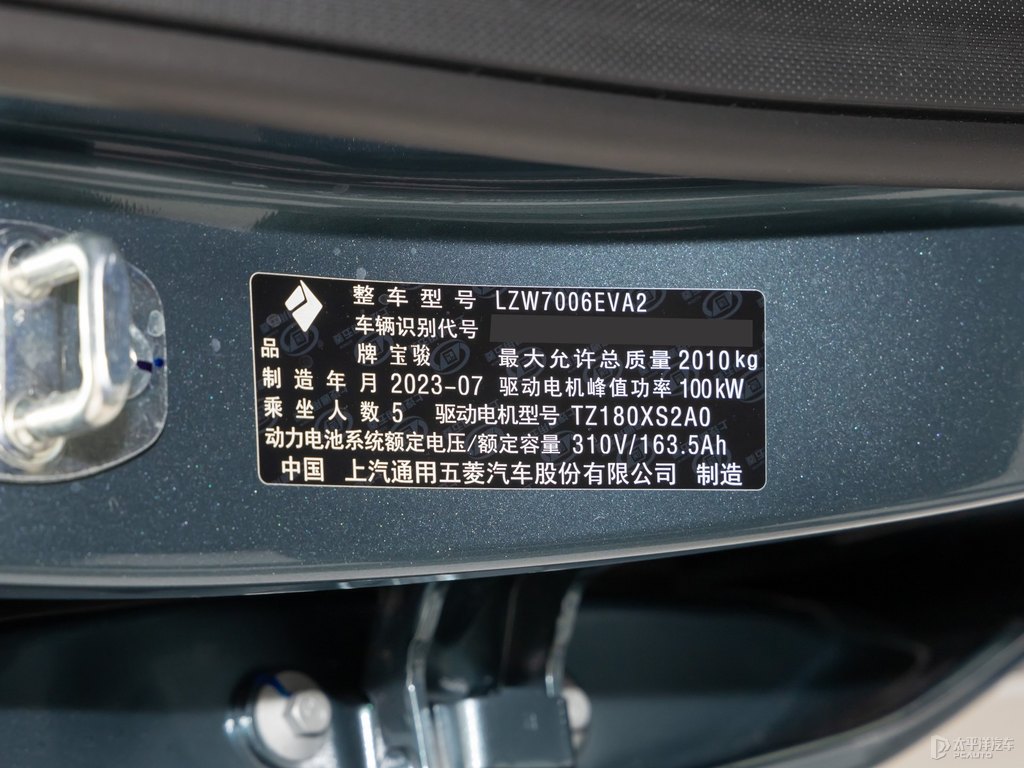 整车型号 LZW7006EVA2
车辆识别代号
品牌 宝骏 最大允许总质量 2010kg
制造年月 2023-07 驱动电机峰值功率 100kW
乘坐人数 5 驱动电机型号 TZ180XS2A0
动力电池系统额定电压/额定容量 310V/163.5Ah
中国 上汽通用五菱汽车股份有限公司 制造
太平洋汽车
PCAUTO